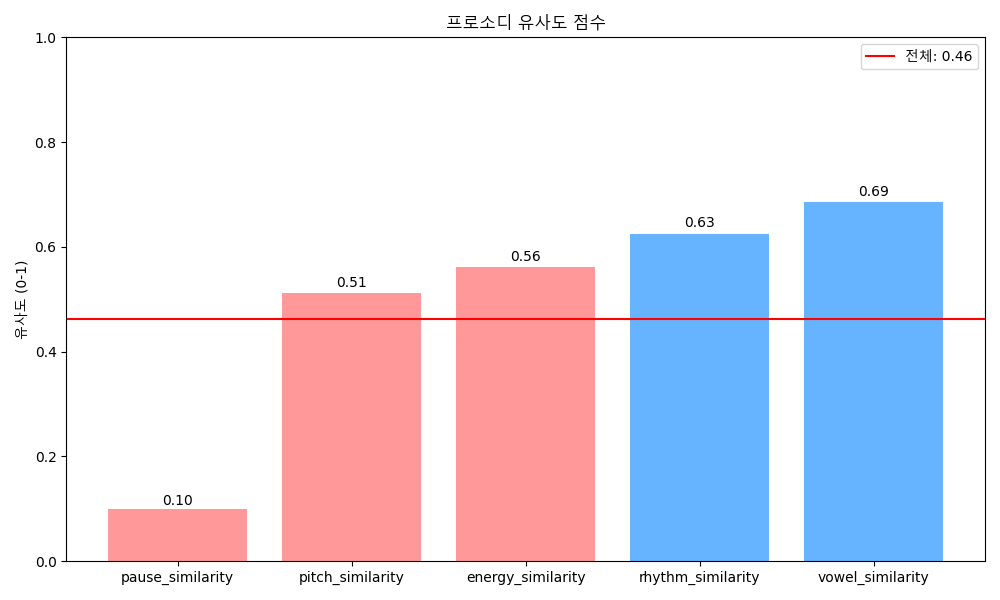 프로소디 유사도 점수
전체: 0.46
유사도 (0-1)
1.0
0.8
0.6
0.4
0.2
0.0
0.10
0.51
0.56
0.63
0.69
pause_similarity
pitch_similarity
energy_similarity
rhythm_similarity
vowel_similarity